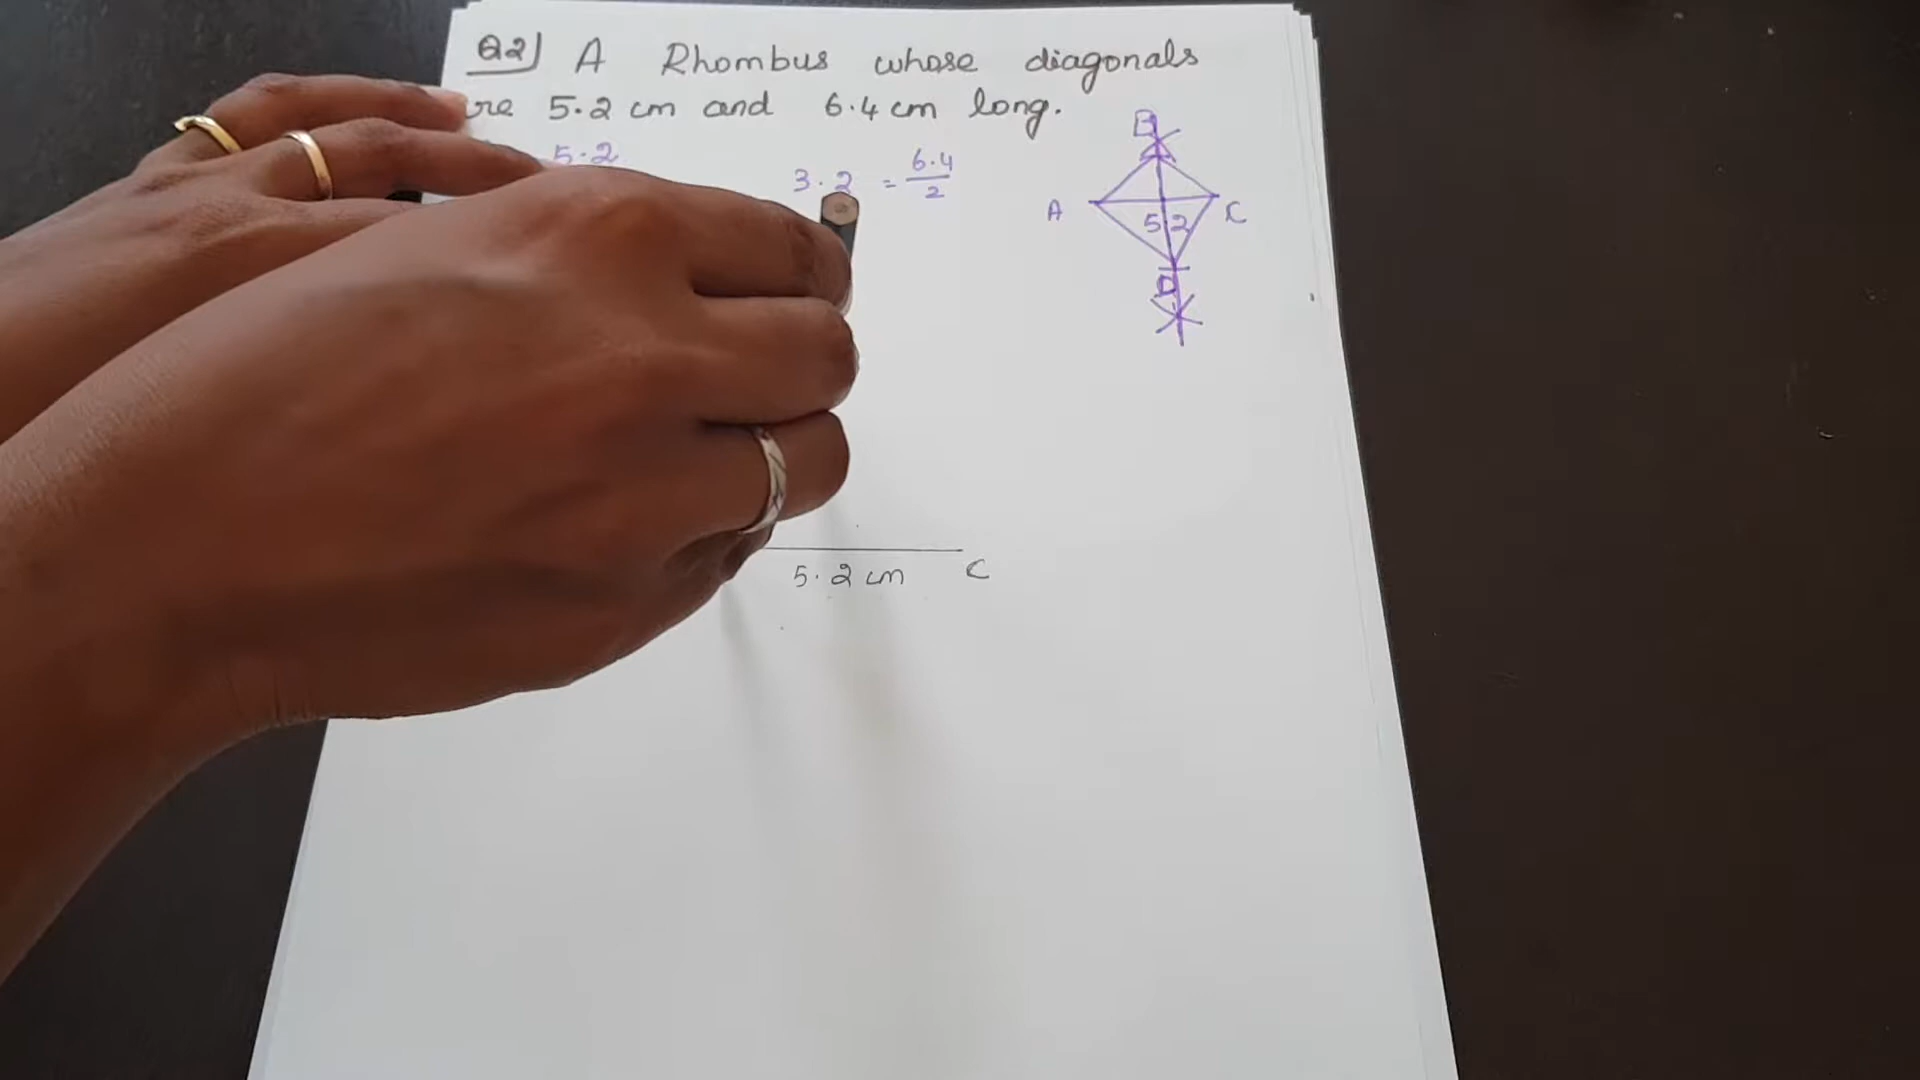 Q2) A Rhombus whose diagonals
5.2 cm and 6.4 cm long.
5.2
3.2 = 6.4
2
B
A
C
5.2
D
5.2 cm C